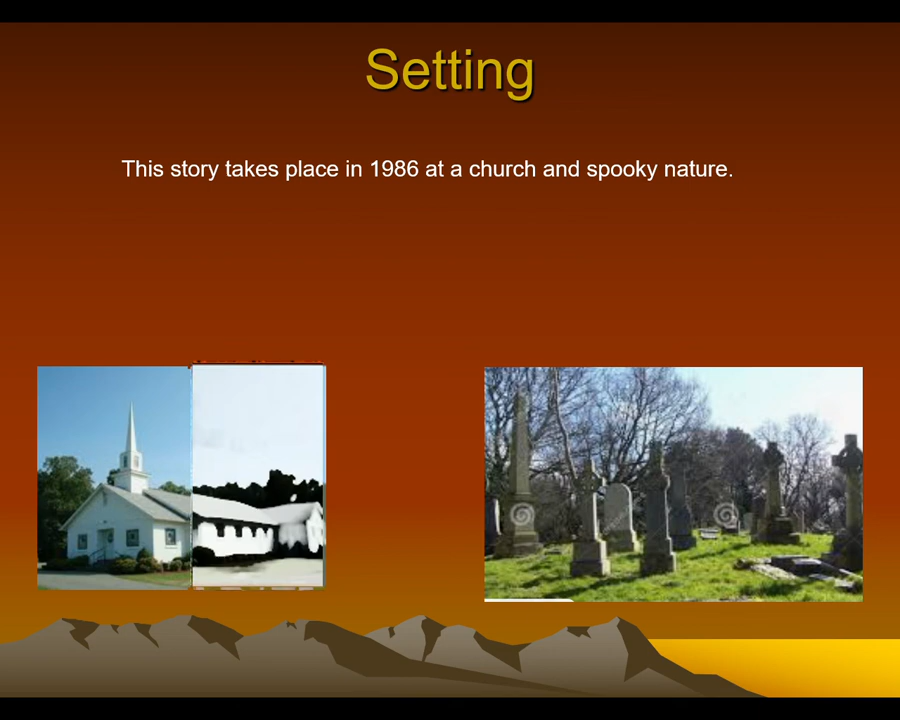 Setting
This story takes place in 1986 at a church and spooky nature.